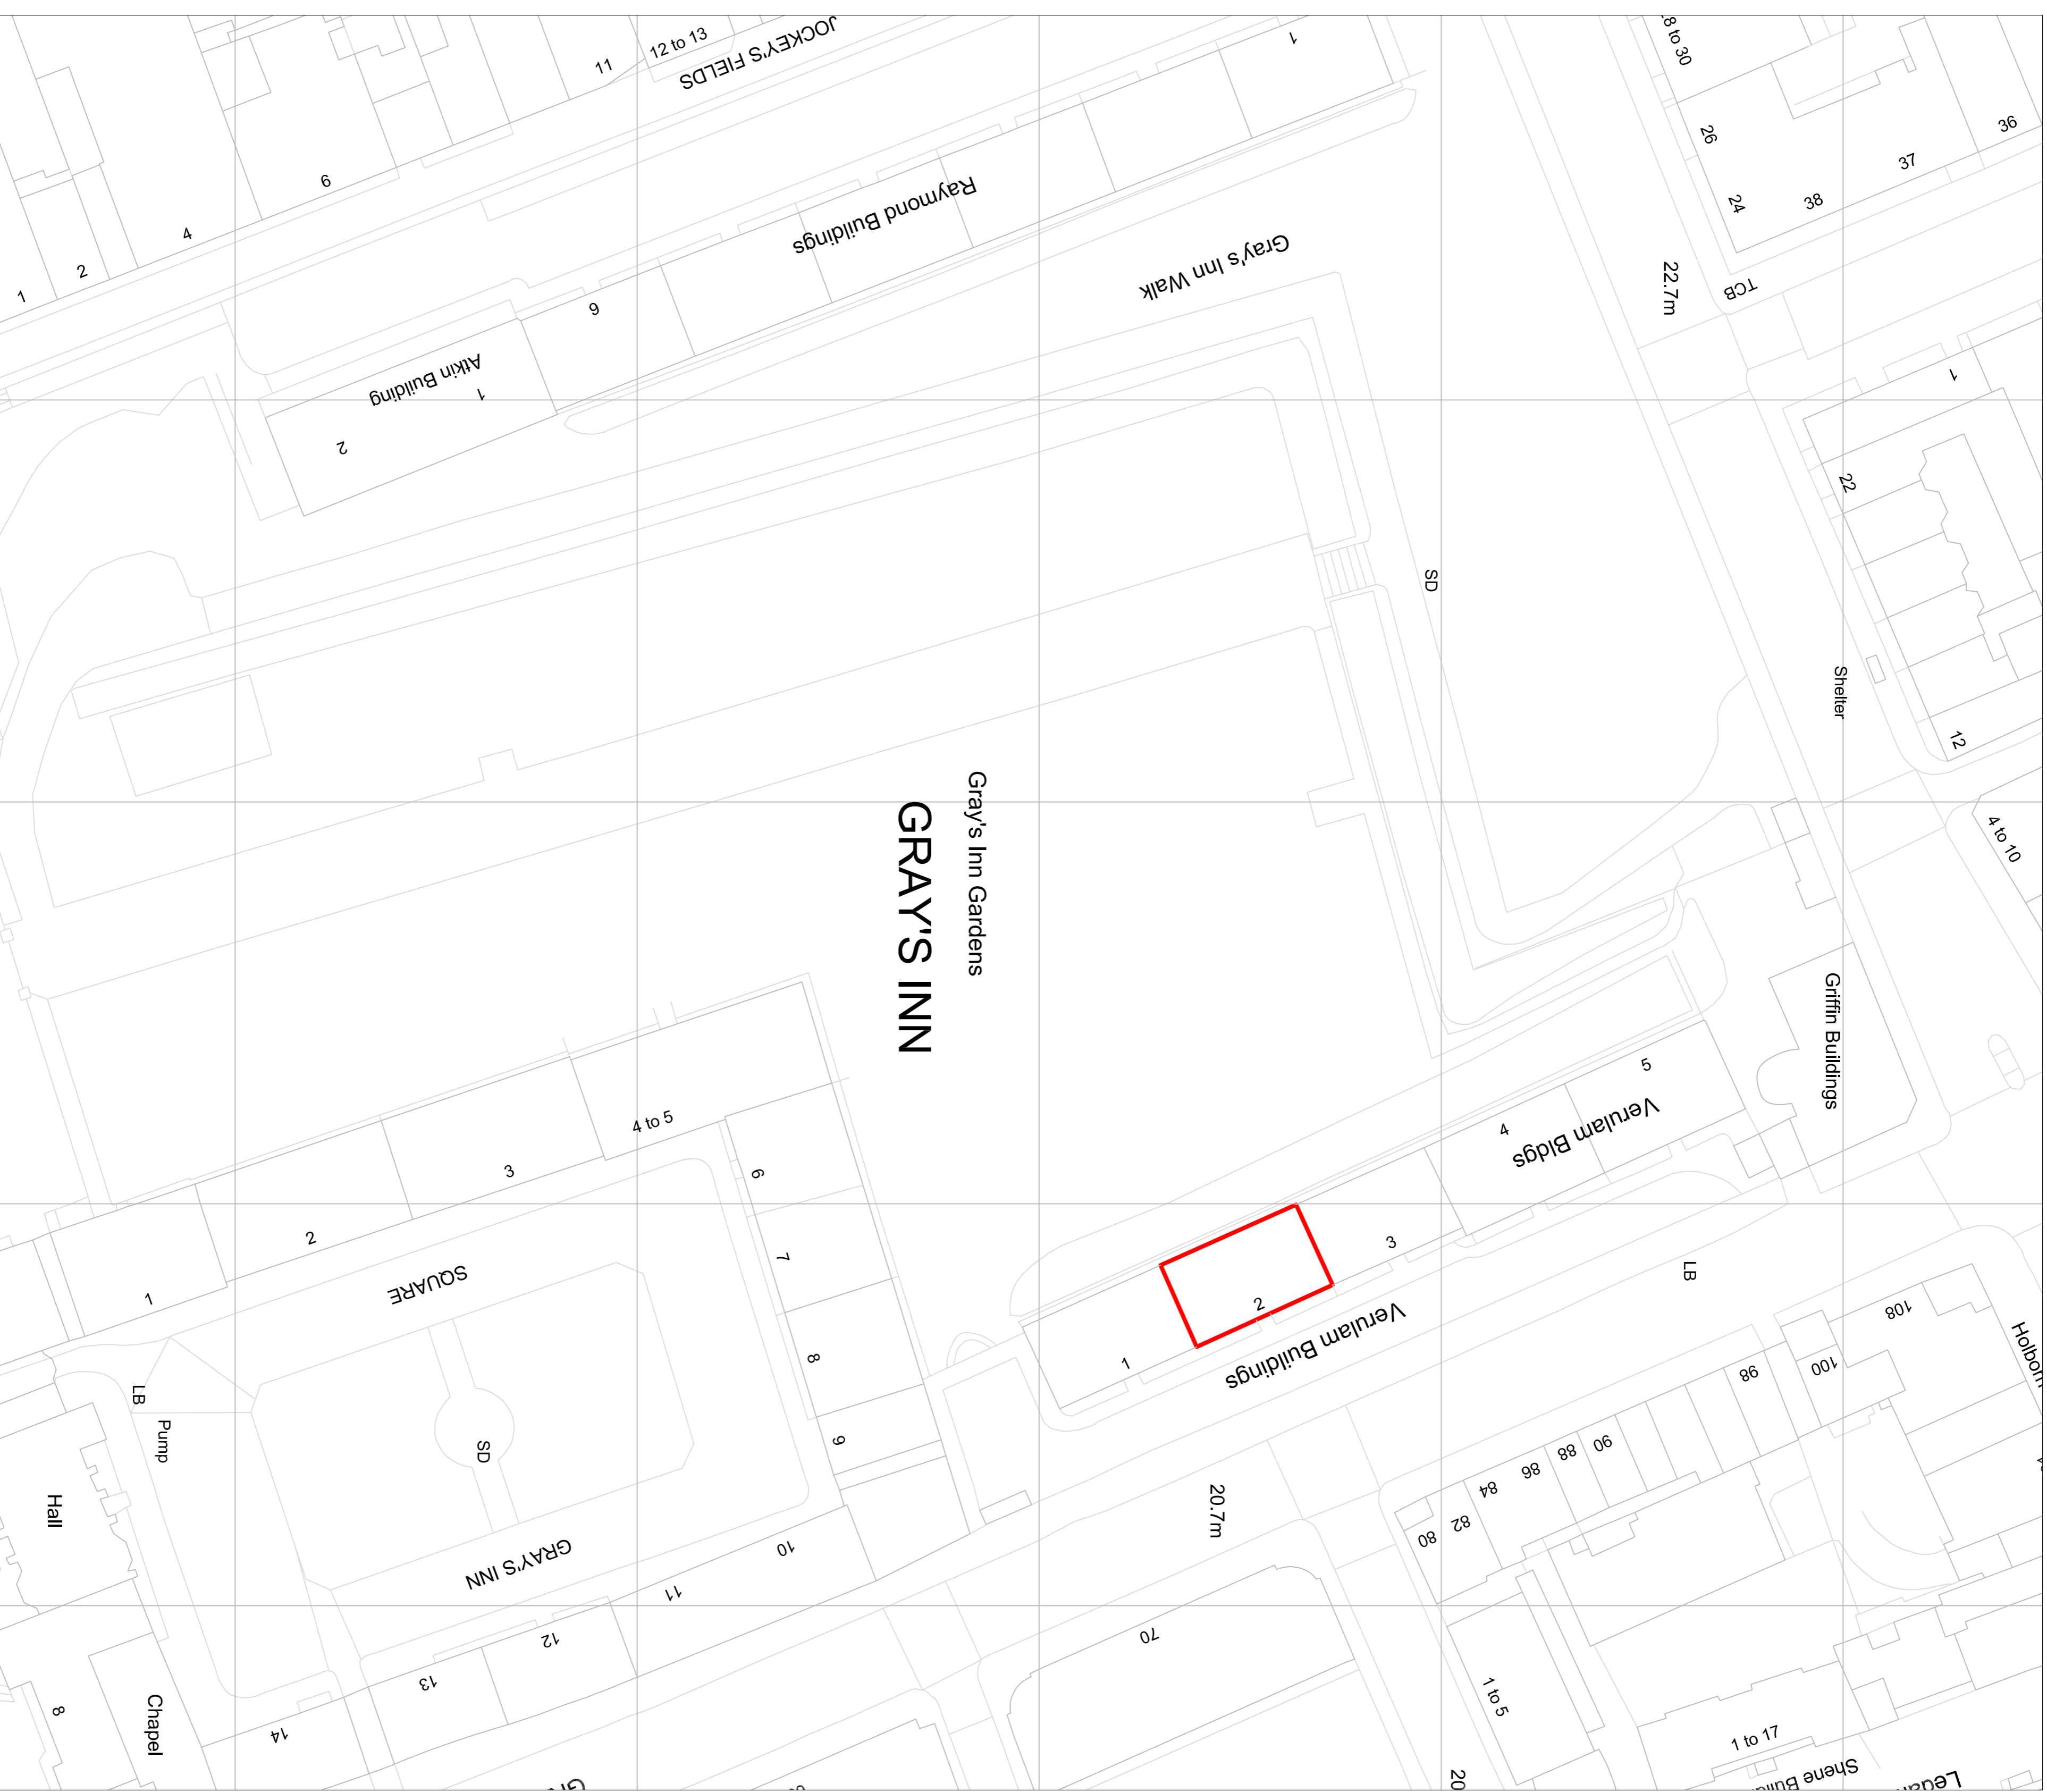 JOCKEY'S FIELDS
12 to 13
11
6
4
2
1
1
28 to 30
26
24
36
37
38
Raymond Buildings
Gray's Inn Walk
22.7m
TCB
9
Atkin Building
1
2
1
22
SD
Shelter
12
4 to 10
Gray's Inn Gardens
GRAY'S INN
Griffin Buildings
5
4
Verulam Bldgs
4 to 5
3
2
1
6
7
8
9
SQUARE
3
2
1
Verulam Buildings
LB
108
100
98
90
88
86
84
82
80
LB
Pump
SD
Hall
20.7m
GRAY'S INN
10
11
12
13
14
70
8
Chapel
1 to 5
1 to 17
20